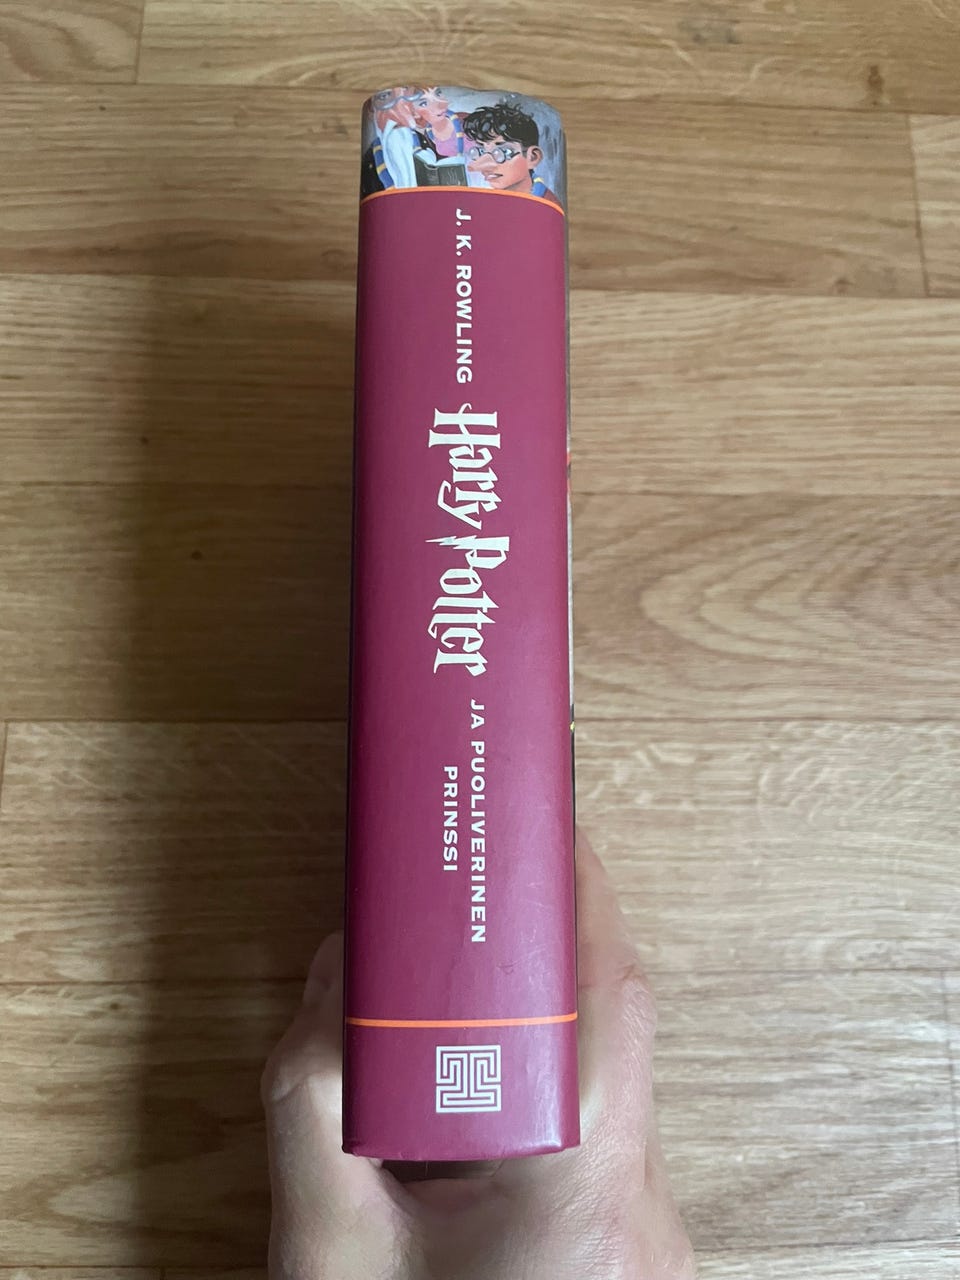 J. K. ROWLING
Harry Potter
JA PUOLIVERINEN
PRINSSI